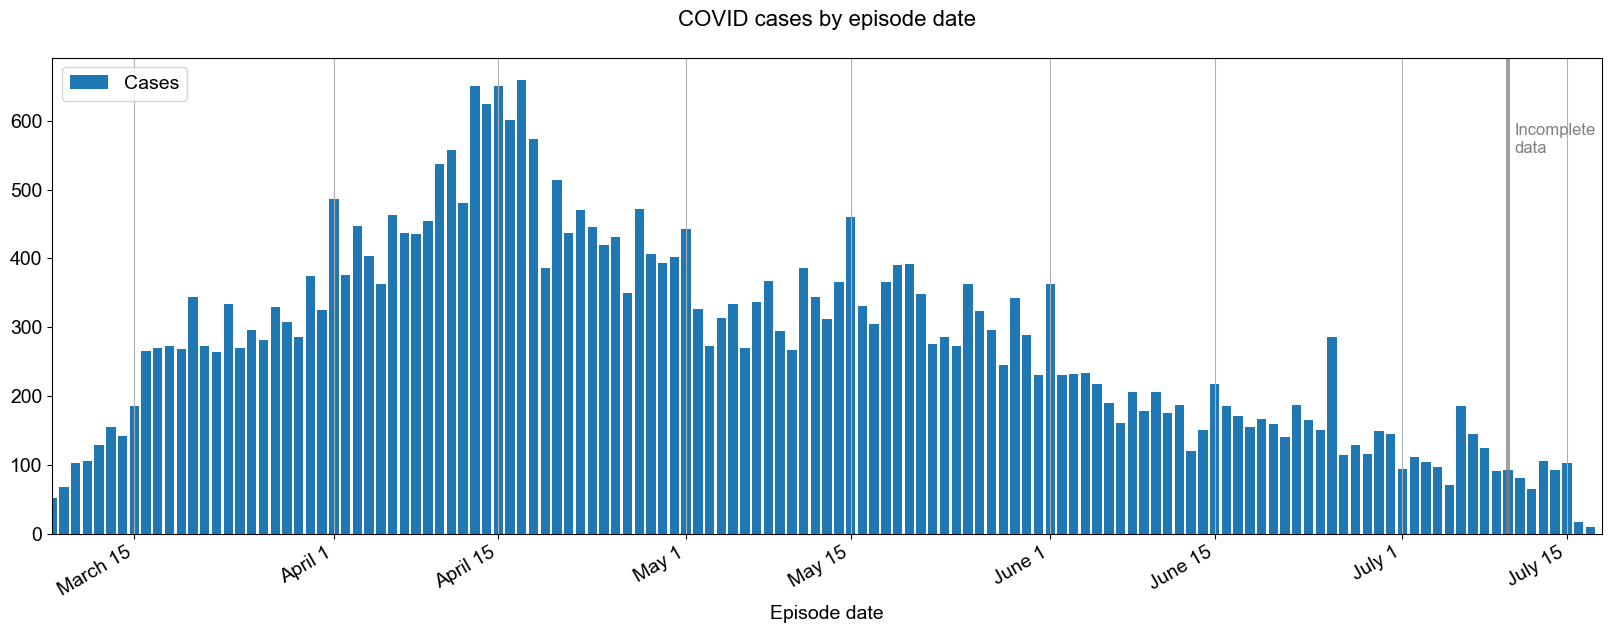 COVID cases by episode date
Cases
600
500
400
300
200
100
0
Incomplete
data
March 15
April 1
April 15
May 1
May 15
June 1
June 15
July 1
July 15
Episode date